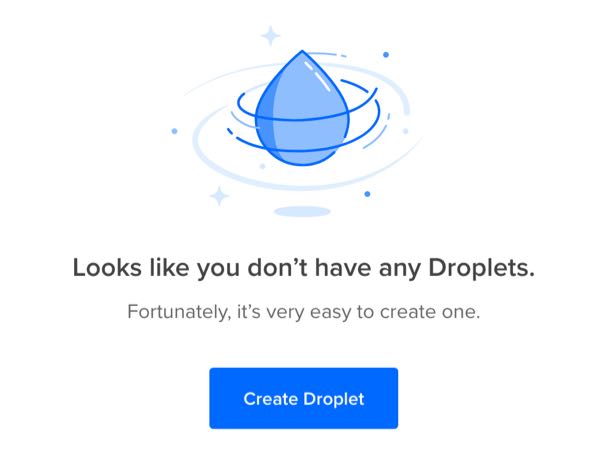 Looks like you don’t have any Droplets.
Fortunately, it’s very easy to create one.
Create Droplet